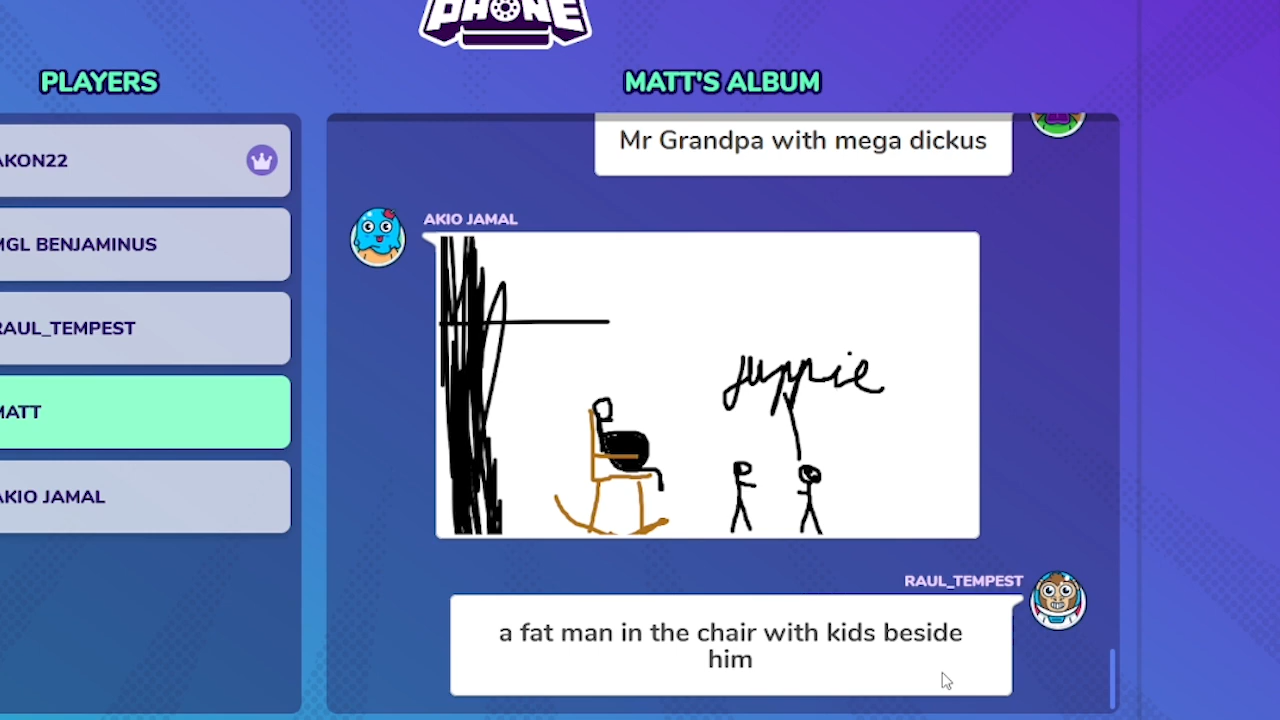 PHONE
PLAYERS
MATT'S ALBUM
AKON22
MGL BENJAMINUS
RAUL_TEMPEST
MATT
AKIO JAMAL
Mr Grandpa with mega dickus
AKIO JAMAL
juppie
RAUL_TEMPEST
a fat man in the chair with kids beside
him